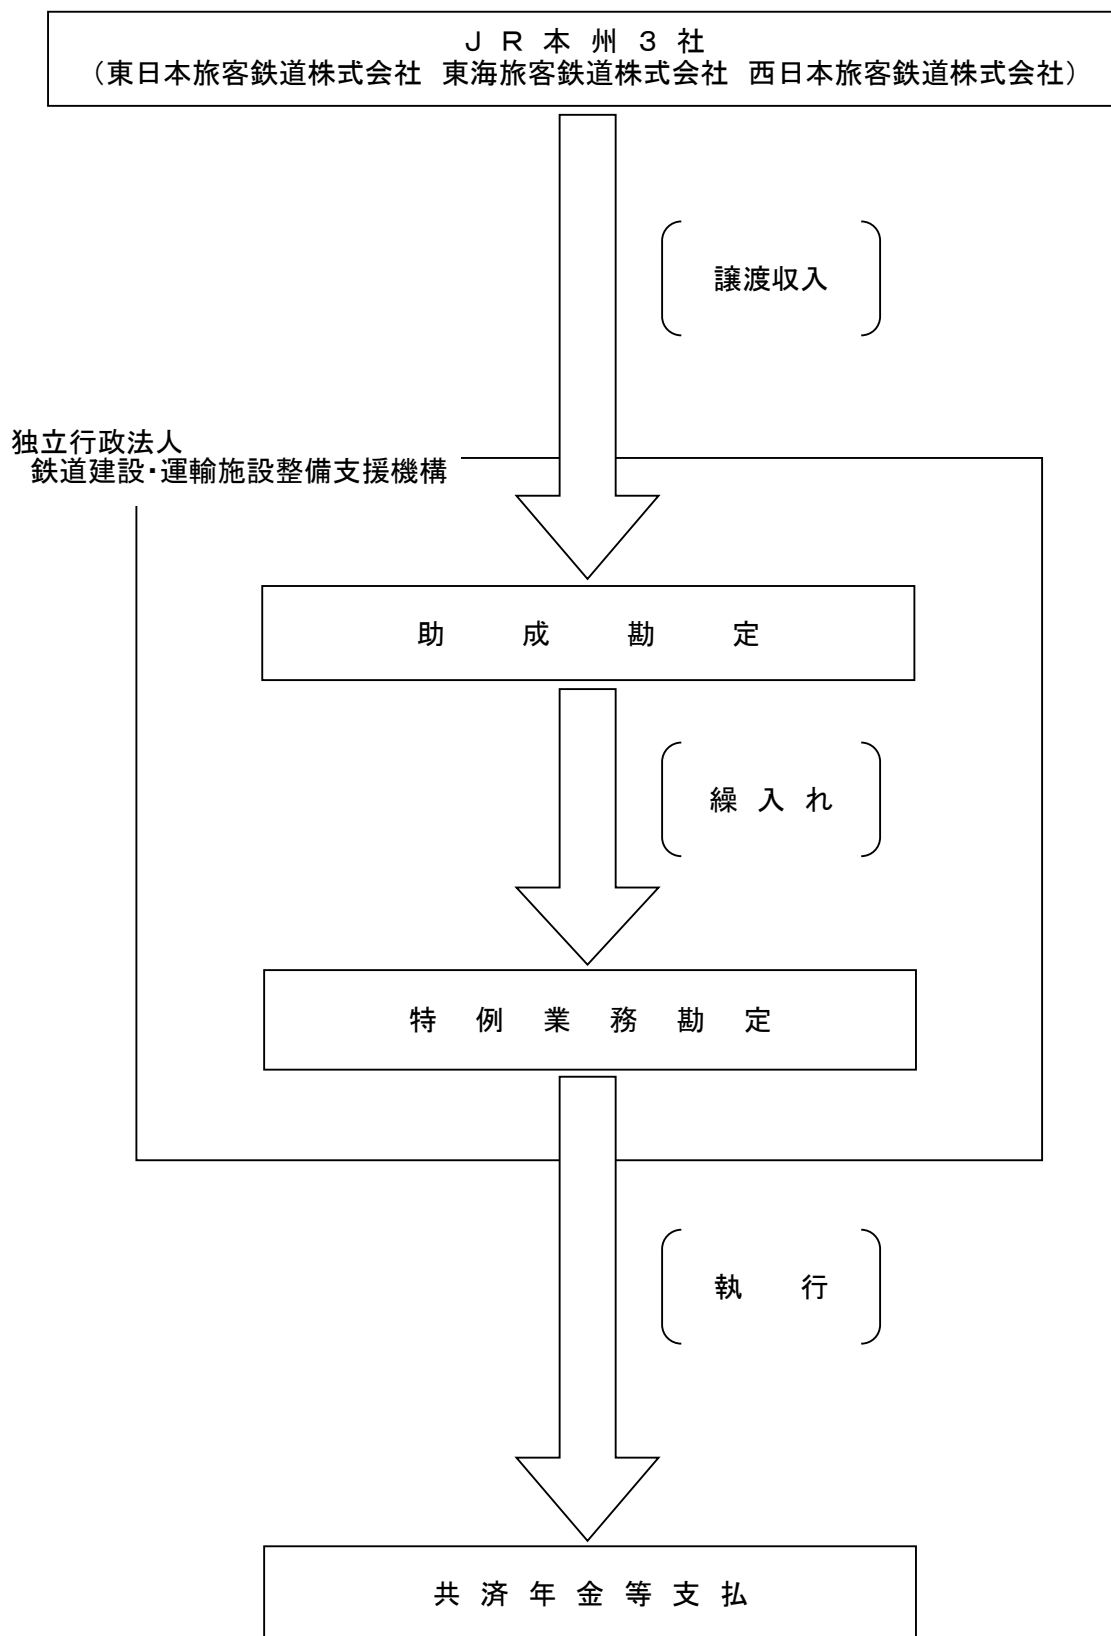 ＪＲ本州３社
（東日本旅客鉄道株式会社　東海旅客鉄道株式会社　西日本旅客鉄道株式会社）
譲渡収入
独立行政法人
鉄道建設・運輸施設整備支援機構
助成勘定
繰入れ
特例業務勘定
執行
共済年金等支払